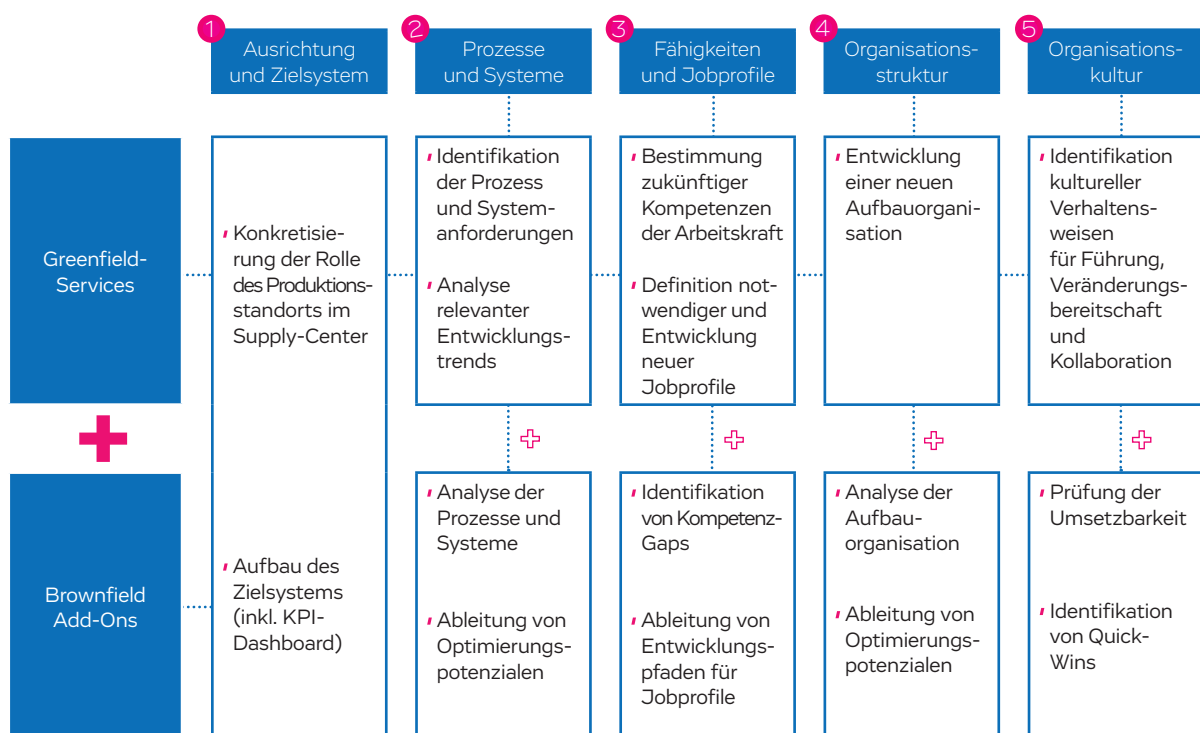 1
Ausrichtung
und Zielsystem
2
Prozesse
und Systeme
3
Fähigkeiten
und Jobprofile
4
Organisations-
struktur
5
Organisations-
kultur
Greenfield-
Services
Konkretisie-
rung der Rolle
des Produktions-
standorts im
Supply-Center
Identifikation
der Prozess
und System-
anforderungen
Analyse
relevanter
Entwicklungs-
trends
Bestimmung
zukünftiger
Kompetenzen
der Arbeitskraft
Definition not-
wendiger und
Entwicklung
neuer
Jobprofile
Entwicklung
einer neuen
Aufbauorgani-
sation
Identifikation
kultureller
Verhaltens-
weisen
für Führung,
Veränderungs-
bereitschaft
und
Kollaboration
Brownfield
Add-Ons
Aufbau des
Zielsystems
(inkl. KPI-
Dashboard)
Analyse der
Prozesse und
Systeme
Ableitung von
Optimierungs-
potenzialen
Identifikation
von Kompetenz-
Gaps
Ableitung von
Entwicklungs-
pfaden für
Jobprofile
Analyse der
Aufbau-
organisation
Ableitung von
Optimierungs-
potenzialen
Prüfung der
Umsetzbarkeit
Identifikation
von Quick-
Wins